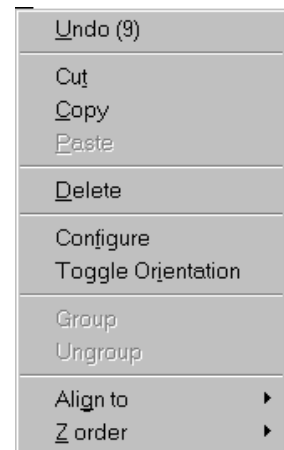 Undo (9)
Cut
Copy
Paste
Delete
Configure
Toggle Orientation
Group
Ungroup
Align to
Z order